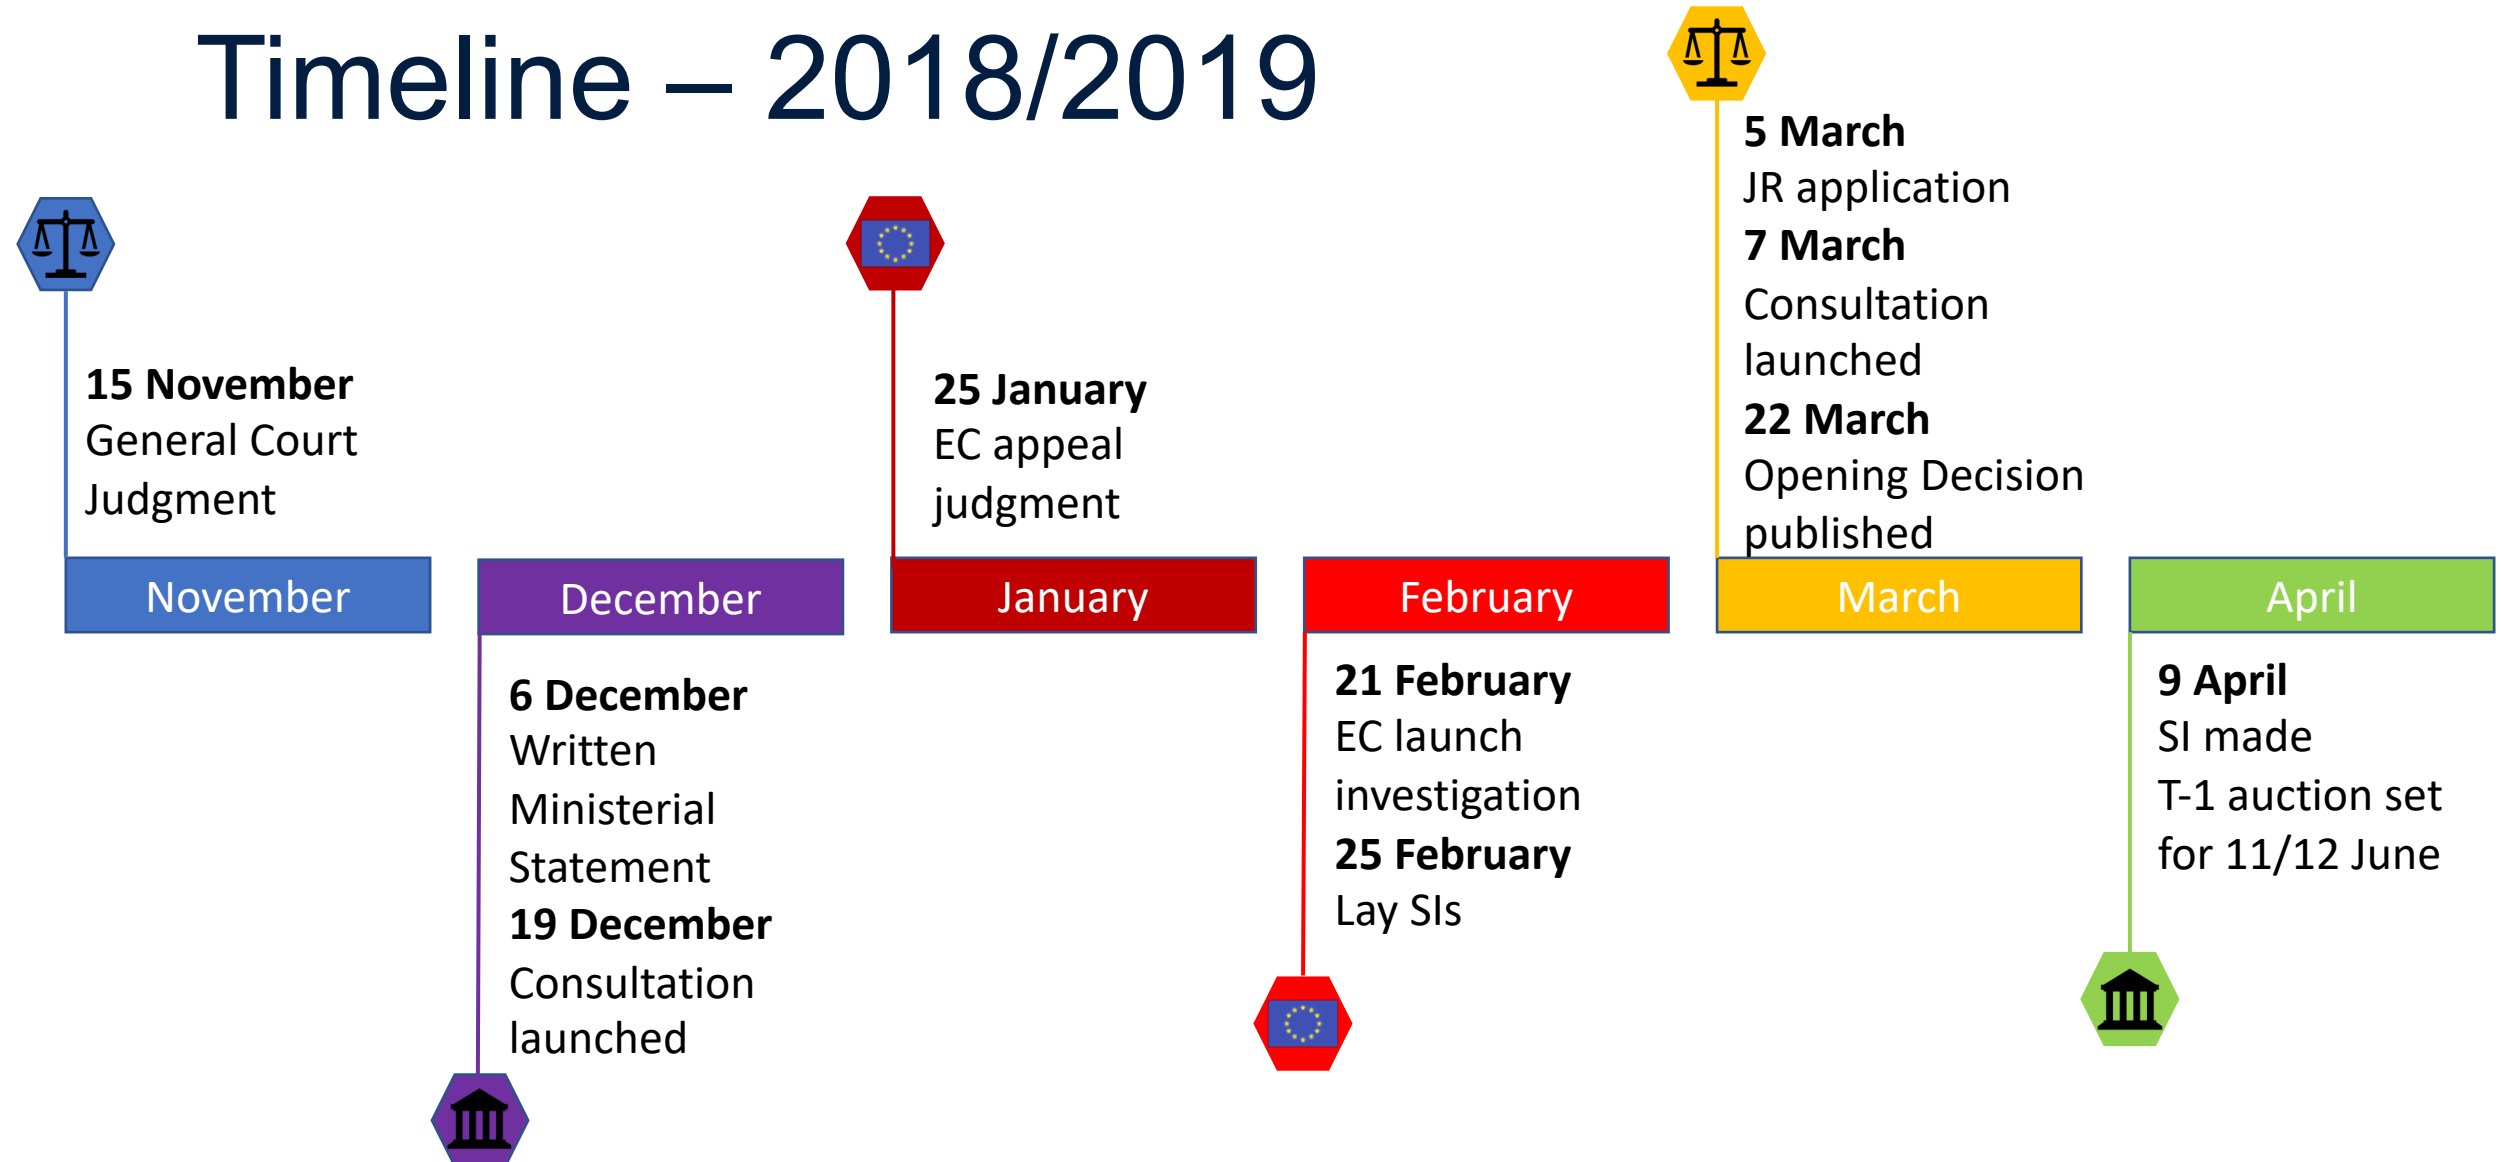 Timeline – 2018/2019
15 November
General Court
Judgment
November
6 December
Written
Ministerial
Statement
19 December
Consultation
launched
December
25 January
EC appeal
judgment
January
21 February
EC launch
investigation
25 February
Lay SIs
February
5 March
JR application
7 March
Consultation
launched
22 March
Opening Decision
published
March
9 April
SI made
T-1 auction set
for 11/12 June
April